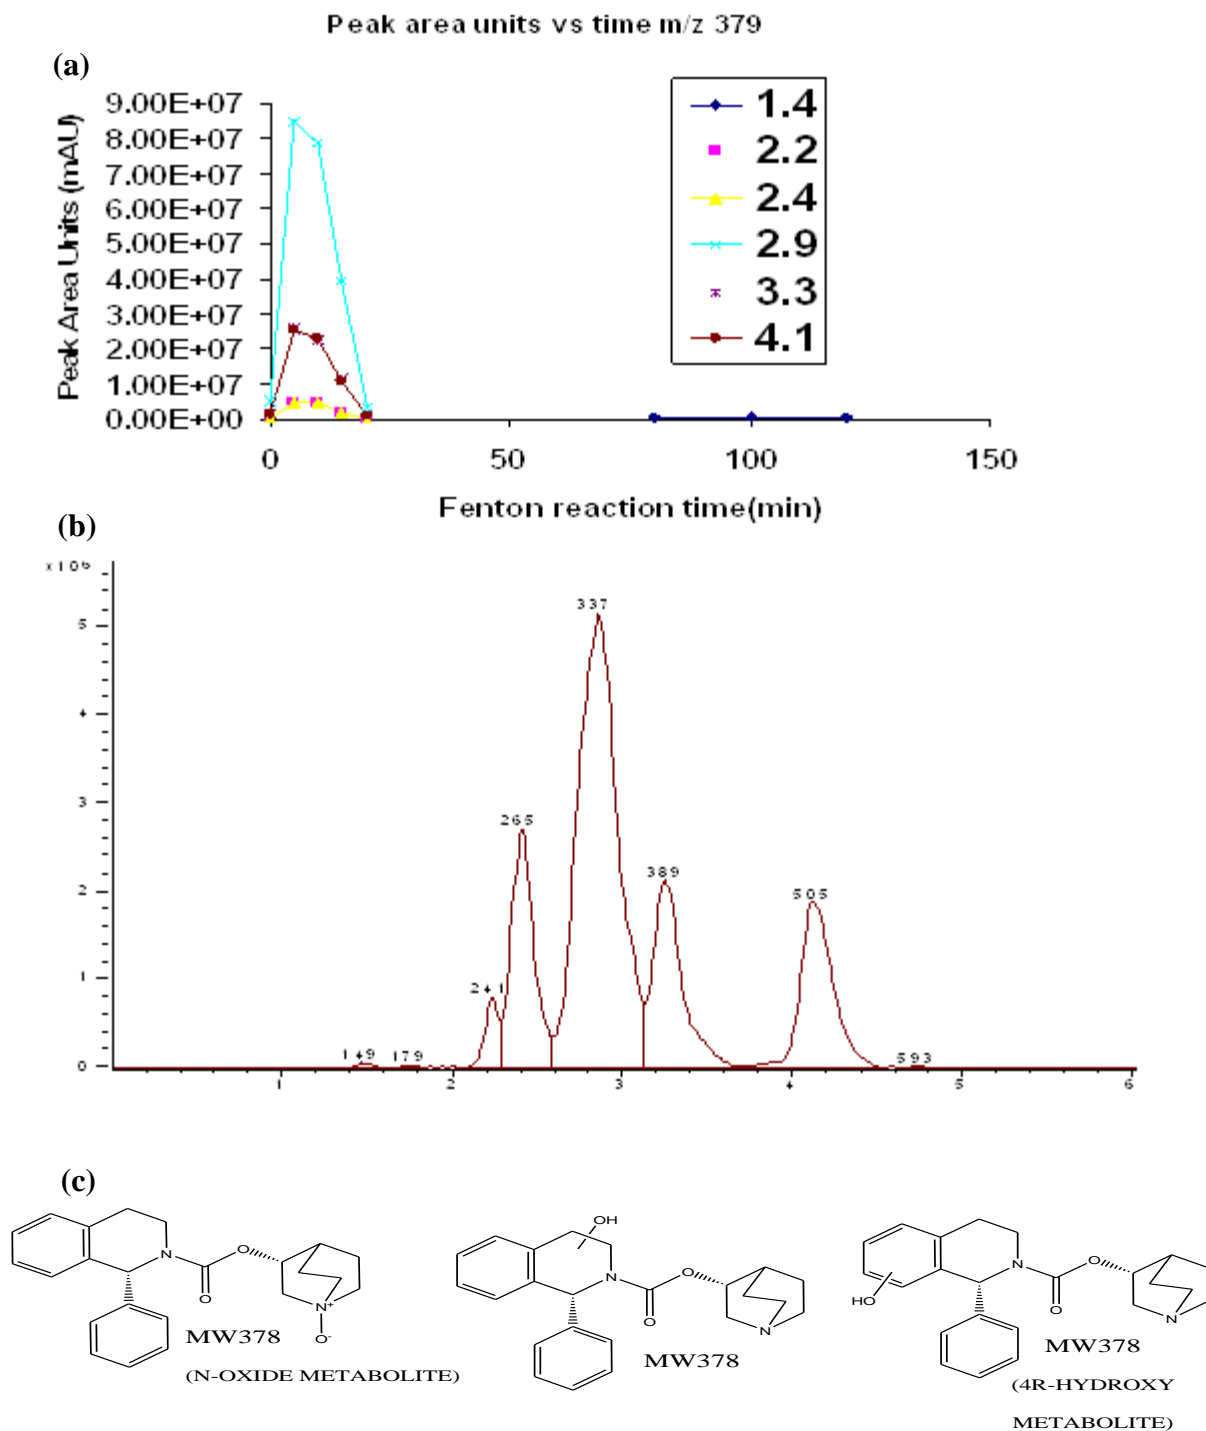 Peak area units vs time m/z 379
(a)
9.00E+07
8.00E+07
7.00E+07
6.00E+07
5.00E+07
4.00E+07
3.00E+07
2.00E+07
1.00E+07
0.00E+00
Peak Area Units (mAU)
1.4
2.2
2.4
2.9
3.3
4.1
0 50 100 150
Fenton reaction time(min)
(b)
x106
5
4
3
2
1
0
337
265
389
505
241
149 179 593
1 2 3 4 5 6
(c)
N O O N+ O-
MW378
(N-OXIDE METABOLITE)
OH N O O N
MW378
HO N O O N
MW378
(4R-HYDROXY
METABOLITE)